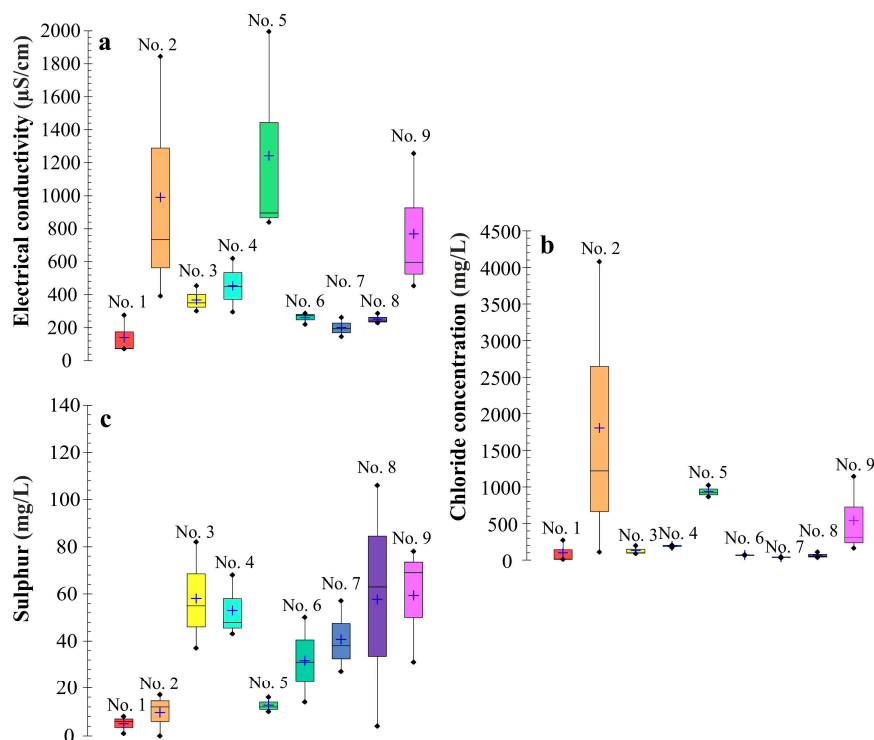 a
Electrical conductivity (µS/cm)
2000
1800
1600
1400
1200
1000
800
600
400
200
0
No. 1
No. 2
No. 3
No. 4
No. 5
No. 6
No. 7
No. 8
No. 9
b
Chloride concentration (mg/L)
4500
4000
3500
3000
2500
2000
1500
1000
500
0
No. 1
No. 2
No. 3
No. 4
No. 5
No. 6
No. 7
No. 8
No. 9
c
Sulphur (mg/L)
140
120
100
80
60
40
20
0
No. 1
No. 2
No. 3
No. 4
No. 5
No. 6
No. 7
No. 8
No. 9